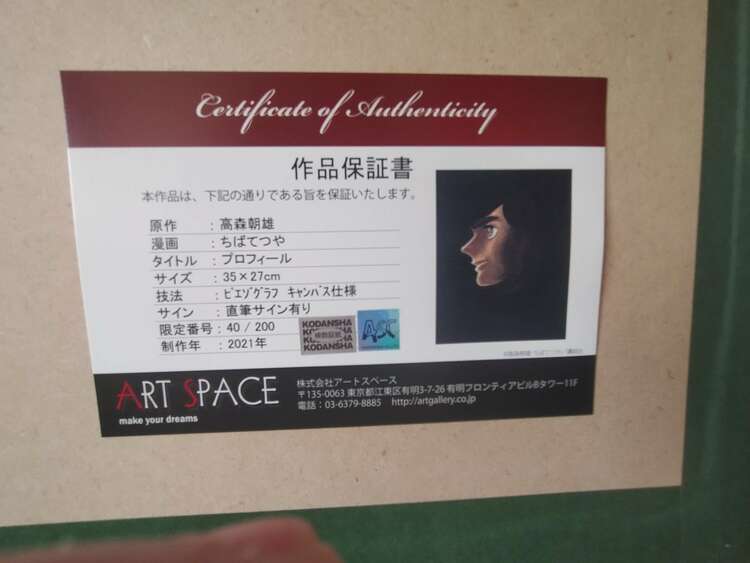 Certificate of Authenticity
作品保証書
本作品は、下記の通りである旨を保証いたします。
原作 : 高森朝雄
漫画 : ちばてつや
タイトル : プロフィール
サイズ : 35×27cm
技法 : ﾋﾟｴｿﾞｸﾞﾗﾌ ｷｬﾝﾊﾞｽ仕様
サイン : 直筆サイン有り
限定番号 : 40 / 200
制作年 : 2021年
KODANSHA
KODANSHA
ASC
ART SPACE
make your dreams
株式会社アートスペース
〒135-0063 東京都江東区有明3-7-26 有明フロンティアビルBタワー11F
電話：03-6379-8885 http://artgallery.co.jp